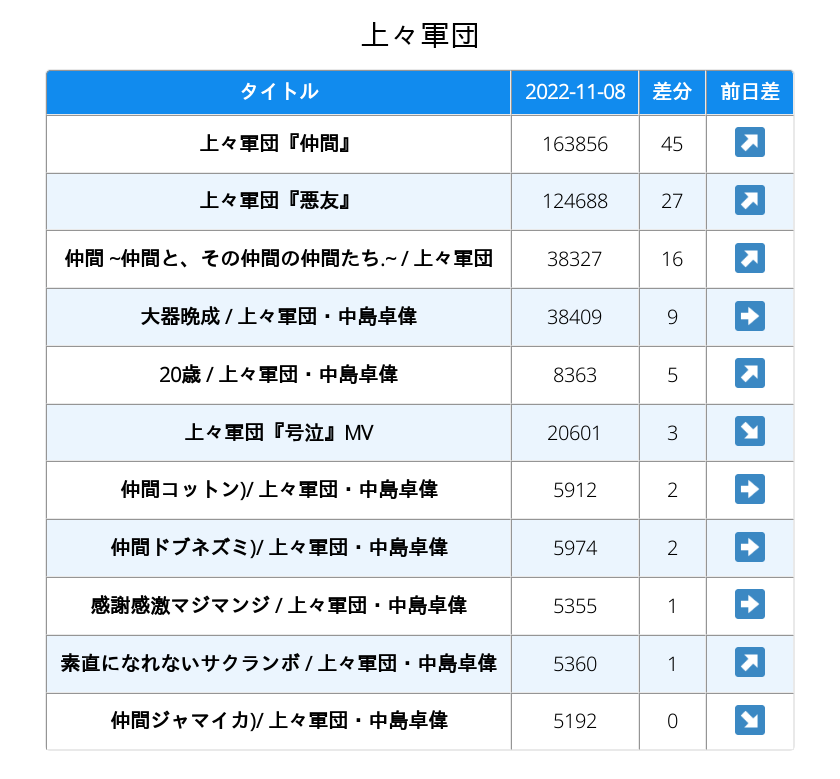 上々軍団
タイトル 2022-11-08 差分 前日差
上々軍団『仲間』 163856 45 ↗
上々軍団『悪友』 124688 27 ↗
仲間 ~仲間と、その仲間の仲間たち.~ / 上々軍団 38327 16 ↗
大器晩成 / 上々軍団・中島卓偉 38409 9 ➡
20歳 / 上々軍団・中島卓偉 8363 5 ↗
上々軍団『号泣』MV 20601 3 ↘
仲間コットン)/ 上々軍団・中島卓偉 5912 2 ➡
仲間ドブネズミ)/ 上々軍団・中島卓偉 5974 2 ➡
感謝感激マジマンジ / 上々軍団・中島卓偉 5355 1 ➡
素直になれないサクランボ / 上々軍団・中島卓偉 5360 1 ↗
仲間ジャマイカ)/ 上々軍団・中島卓偉 5192 0 ↘